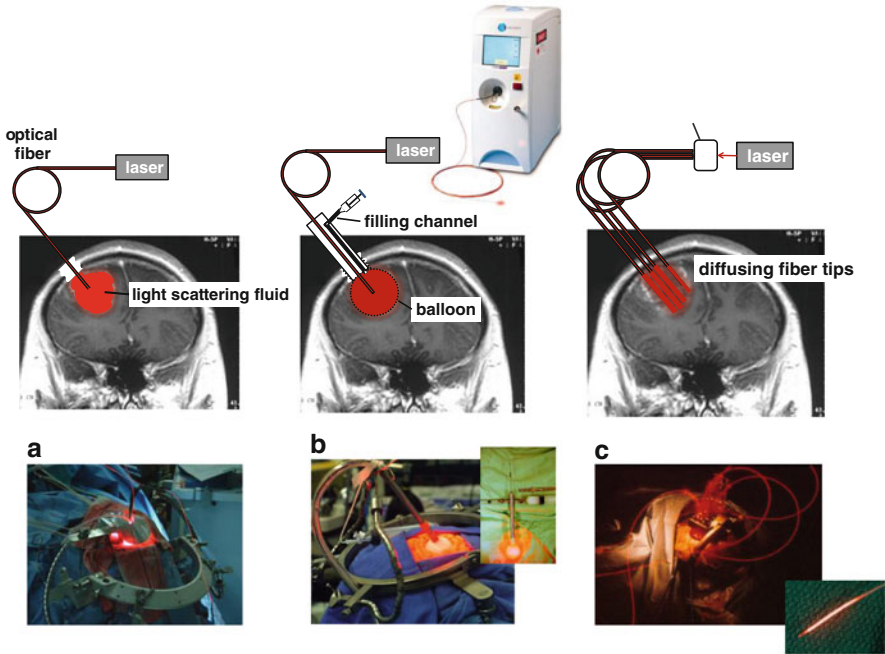 optical
fiber
laser
light scattering fluid
laser
filling channel
balloon
laser
diffusing fiber tips
a
b
c